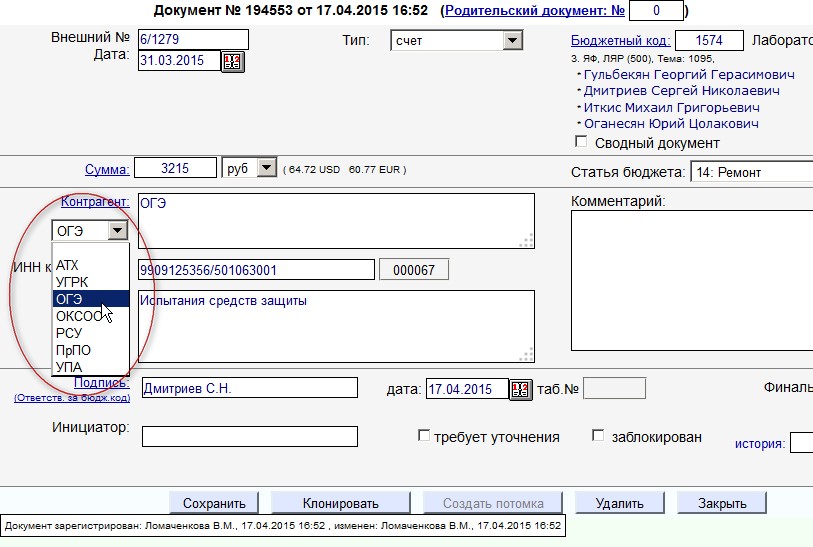 Документ № 194553 от 17.04.2015 16:52 (Родительский документ: № 0)
Внешний № 6/1279 Тип: счет Бюджетный код: 1574 Лаборато
Дата: 31.03.2015
3. ЯФ, ЛЯР (500), Тема: 1095,
Гульбекян Георгий Герасимович
Дмитриев Сергей Николаевич
Иткис Михаил Григорьевич
Оганесян Юрий Цолакович
Сводный документ
Сумма: 3215 руб ( 64.72 USD 60.77 EUR ) Статья бюджета: 14: Ремонт
Контрагент: ОГЭ Комментарий:
ОГЭ
АТХ
ИНН к 9909125356/501063001 000067
УГРК
ОГЭ Испытания средств защиты
ОКСОС
РСУ
ПрПО
УПА
Подпись: Дмитриев С.Н. дата: 17.04.2015 таб.№ Финаль
(Ответств. за бюдж.код)
Инициатор: требует уточнения заблокирован история:
Сохранить Клонировать Создать потомка Удалить Закрыть
Документ зарегистрирован: Ломаченкова В.М., 17.04.2015 16:52 , изменен: Ломаченкова В.М., 17.04.2015 16:52